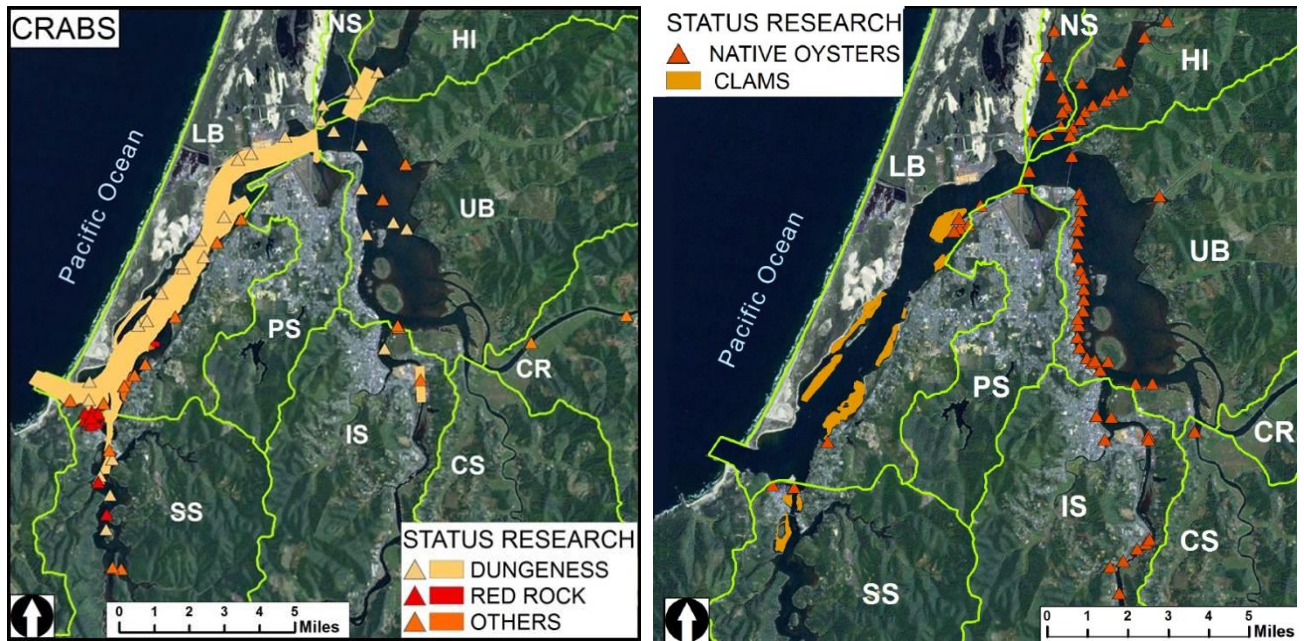 CRABS
NS
HI
LB
Pacific Ocean
UB
PS
CR
IS
CS
SS
STATUS RESEARCH
DUNGENESS
RED ROCK
OTHERS
0 1 2 3 4 5
Miles
STATUS RESEARCH
NATIVE OYSTERS
CLAMS
NS
HI
LB
Pacific Ocean
UB
PS
CR
IS
CS
SS
0 1 2 3 4 5
Miles